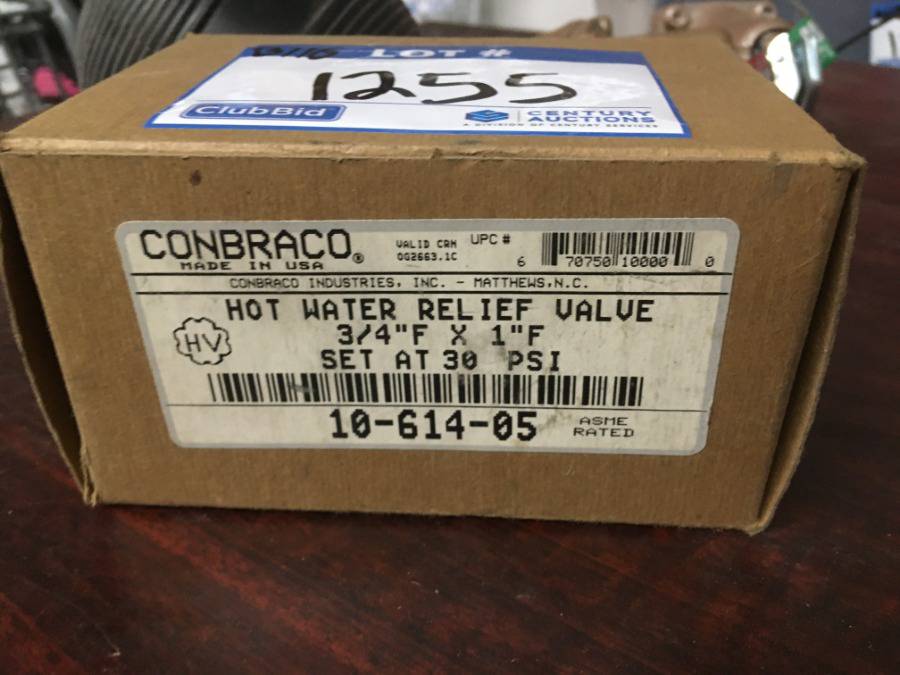 LOT #
1255
ClubBid
CENTURY AUCTIONS
A DIVISION OF CENTURY SERVICES
CONBRACO®
MADE IN USA
VALID CRN
0G2663.1C
UPC #
6 70750 10000 0
CONBRACO INDUSTRIES, INC. - MATTHEWS, N.C.
HOT WATER RELIEF VALVE
HV
3/4"F X 1"F
SET AT 30 PSI
10-614-05
ASME
RATED